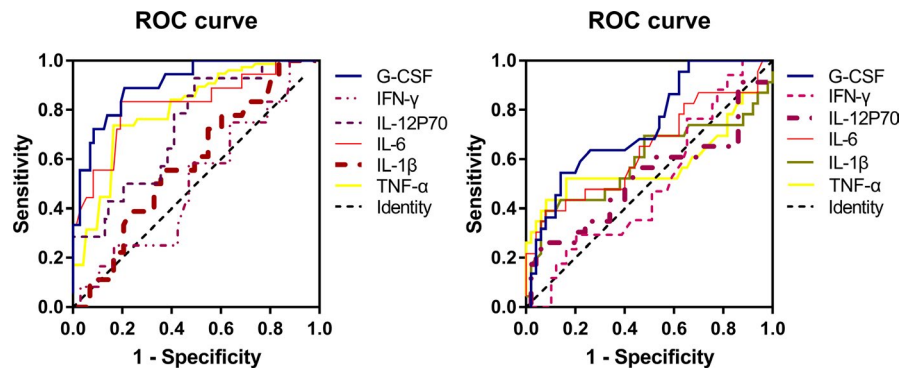 ROC curve
1.0
0.8
0.6
0.4
0.2
0.0
Sensitivity
0.0 0.2 0.4 0.6 0.8 1.0
1 - Specificity
G-CSF
IFN-γ
IL-12P70
IL-6
IL-1β
TNF-α
Identity
ROC curve
1.0
0.8
0.6
0.4
0.2
0.0
Sensitivity
0.0 0.2 0.4 0.6 0.8 1.0
1 - Specificity
G-CSF
IFN-γ
IL-12P70
IL-6
IL-1β
TNF-α
Identity